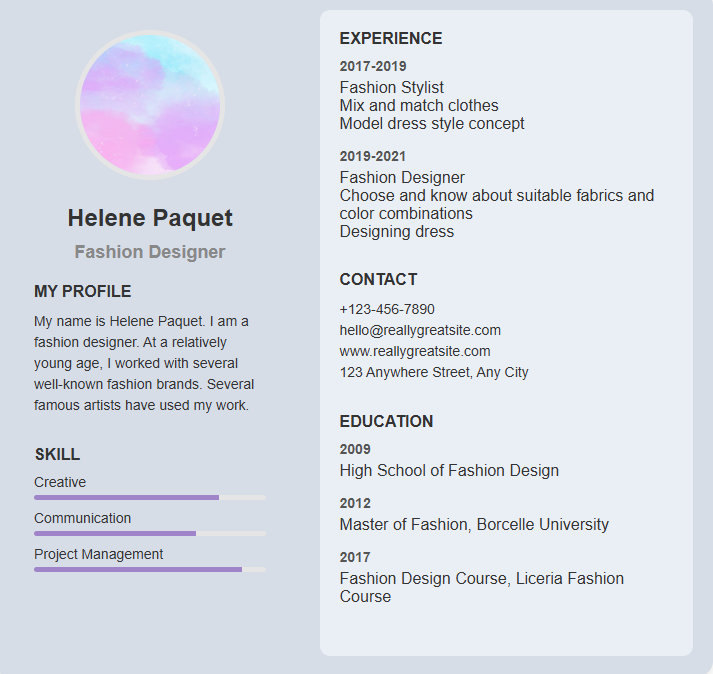 Helene Paquet
Fashion Designer
MY PROFILE
My name is Helene Paquet. I am a
fashion designer. At a relatively
young age, I worked with several
well-known fashion brands. Several
famous artists have used my work.
SKILL
Creative
Communication
Project Management
EXPERIENCE
2017-2019
Fashion Stylist
Mix and match clothes
Model dress style concept
2019-2021
Fashion Designer
Choose and know about suitable fabrics and
color combinations
Designing dress
CONTACT
+123-456-7890
hello@reallygreatsite.com
www.reallygreatsite.com
123 Anywhere Street, Any City
EDUCATION
2009
High School of Fashion Design
2012
Master of Fashion, Borcelle University
2017
Fashion Design Course, Liceria Fashion
Course